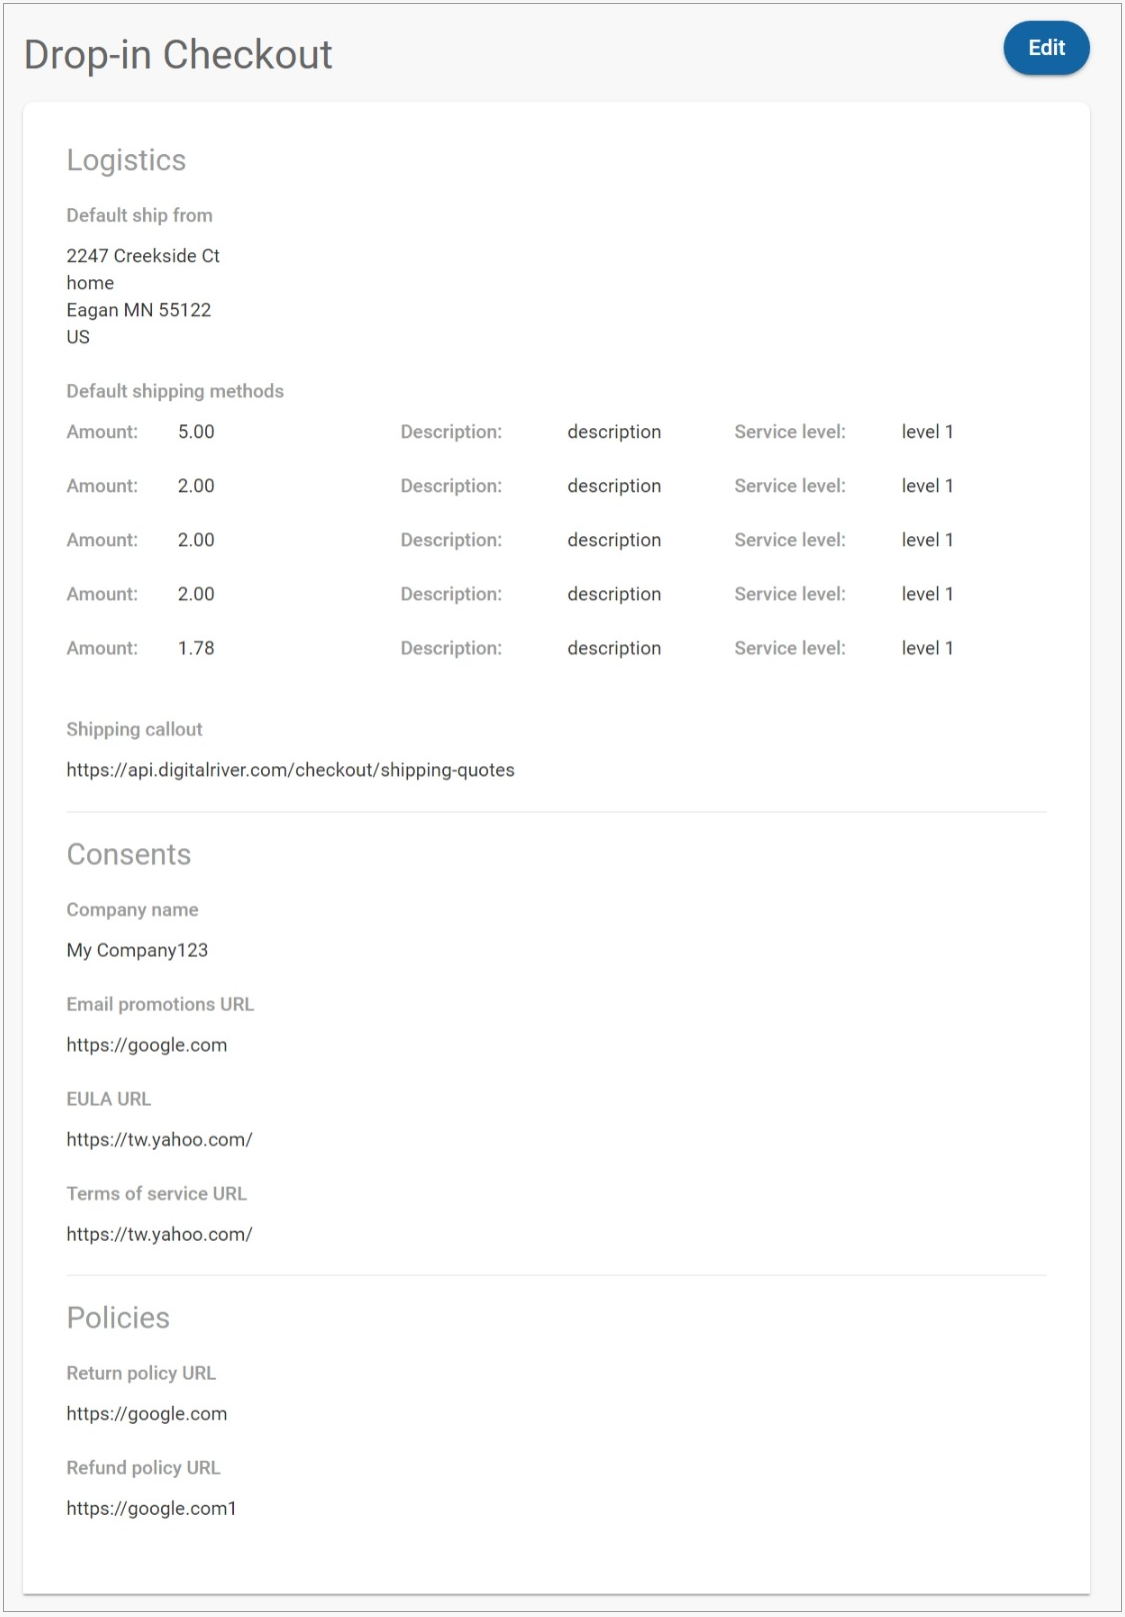 Drop-in Checkout
Edit
Logistics
Default ship from
2247 Creekside Ct
home
Eagan MN 55122
US
Default shipping methods
Amount: 5.00 Description: description Service level: level 1
Amount: 2.00 Description: description Service level: level 1
Amount: 2.00 Description: description Service level: level 1
Amount: 2.00 Description: description Service level: level 1
Amount: 1.78 Description: description Service level: level 1
Shipping callout
https://api.digitalriver.com/checkout/shipping-quotes
Consents
Company name
My Company123
Email promotions URL
https://google.com
EULA URL
https://tw.yahoo.com/
Terms of service URL
https://tw.yahoo.com/
Policies
Return policy URL
https://google.com
Refund policy URL
https://google.com1